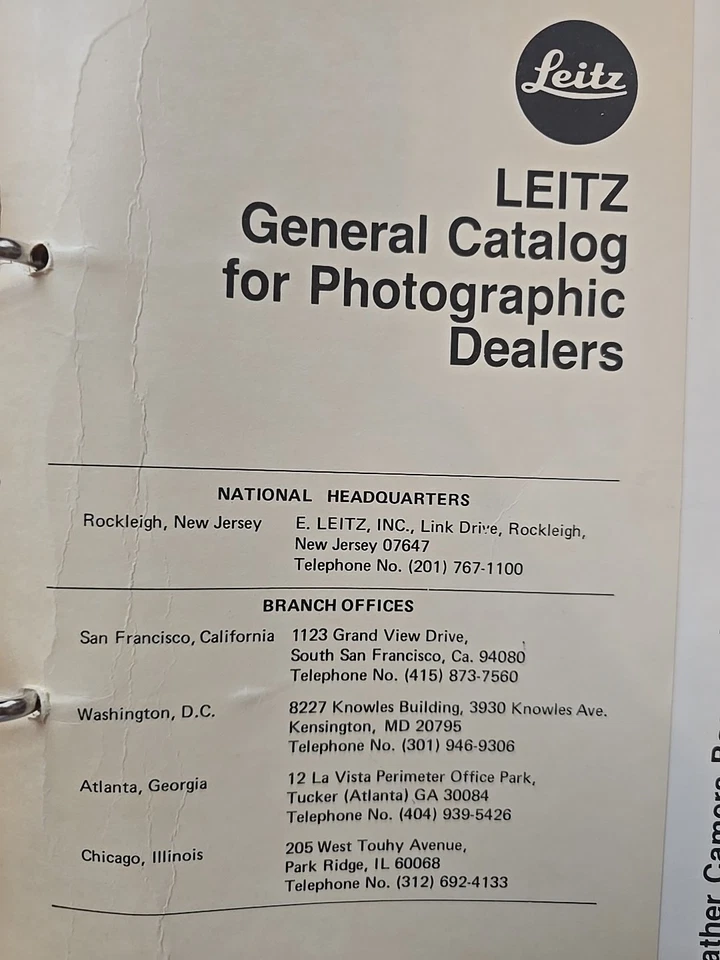 Leitz
LEITZ
General Catalog
for Photographic
Dealers
NATIONAL HEADQUARTERS
Rockleigh, New Jersey E. LEITZ, INC., Link Drive, Rockleigh,
New Jersey 07647
Telephone No. (201) 767-1100
BRANCH OFFICES
San Francisco, California 1123 Grand View Drive,
South San Francisco, Ca. 94080
Telephone No. (415) 873-7560
Washington, D.C. 8227 Knowles Building, 3930 Knowles Ave.
Kensington, MD 20795
Telephone No. (301) 946-9306
Atlanta, Georgia 12 La Vista Perimeter Office Park,
Tucker (Atlanta) GA 30084
Telephone No. (404) 939-5426
Chicago, Illinois 205 West Touhy Avenue,
Park Ridge, IL 60068
Telephone No. (312) 692-4133
Camera